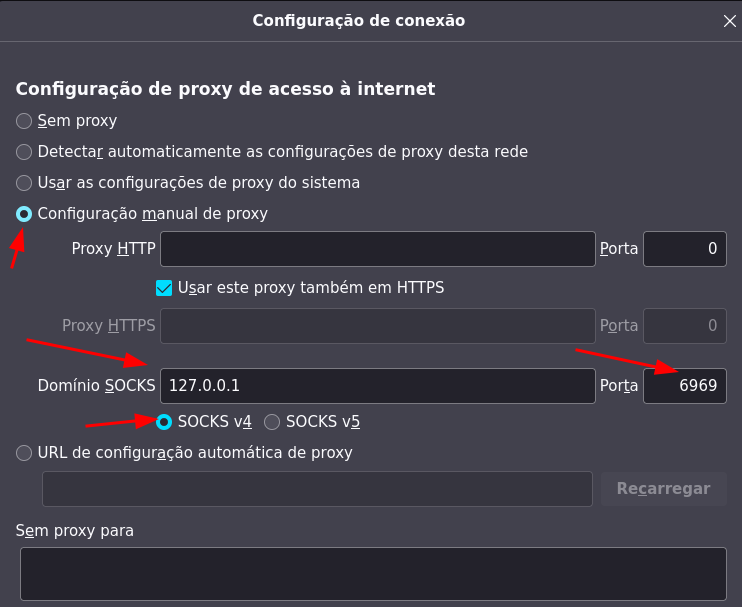 Configuração de conexão
Configuração de proxy de acesso à internet
Sem proxy
Detectar automaticamente as configurações de proxy desta rede
Usar as configurações de proxy do sistema
Configuração manual de proxy
Proxy HTTP Porta 0
Usar este proxy também em HTTPS
Proxy HTTPS Porta 0
Domínio SOCKS 127.0.0.1 Porta 6969
SOCKS v4 SOCKS v5
URL de configuração automática de proxy
Recarregar
Sem proxy para